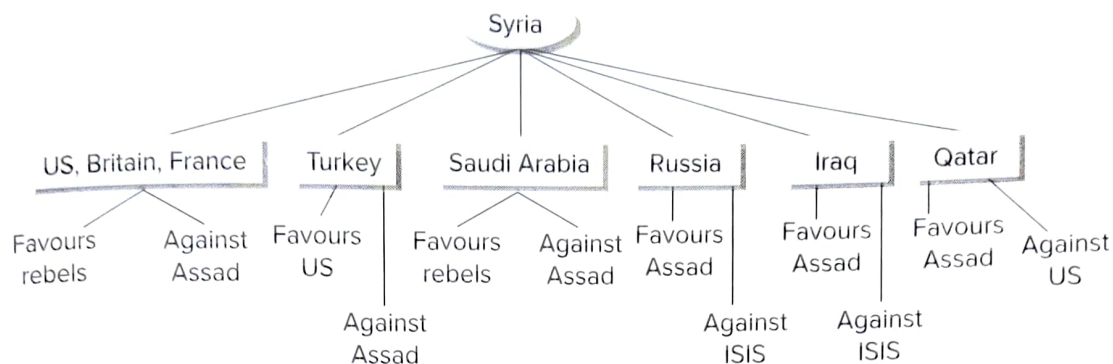 Syria
US, Britain, France
Turkey
Saudi Arabia
Russia
Iraq
Qatar
Favours
rebels
Against
Assad
Favours
US
Against
Assad
Favours
rebels
Against
Assad
Favours
Assad
Against
ISIS
Favours
Assad
Against
ISIS
Favours
Assad
Against
US